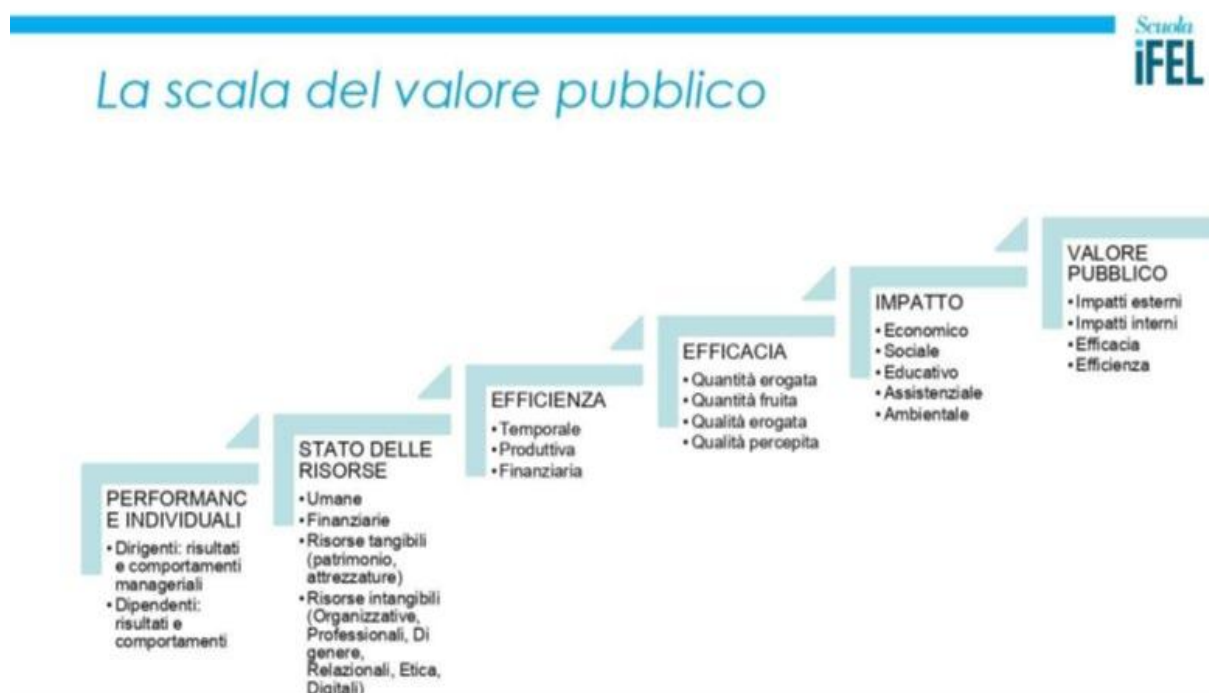 Scuola
iFEL
La scala del valore pubblico
PERFORMANC
E INDIVIDUALI
• Dirigenti: risultati
e comportamenti
manageriali
• Dipendenti:
risultati e
comportamenti
STATO DELLE
RISORSE
• Umane
• Finanziarie
• Risorse tangibili
(patrimonio,
attrezzature)
• Risorse intangibili
(Organizzative,
Professionali, Di
genere,
Relazionali, Etica,
Digitali)
EFFICIENZA
• Temporale
• Produttiva
• Finanziaria
EFFICACIA
• Quantità erogata
• Quantità fruita
• Qualità erogata
• Qualità percepita
IMPATTO
• Economico
• Sociale
• Educativo
• Assistenziale
• Ambientale
VALORE
PUBBLICO
• Impatti esterni
• Impatti interni
• Efficacia
• Efficienza